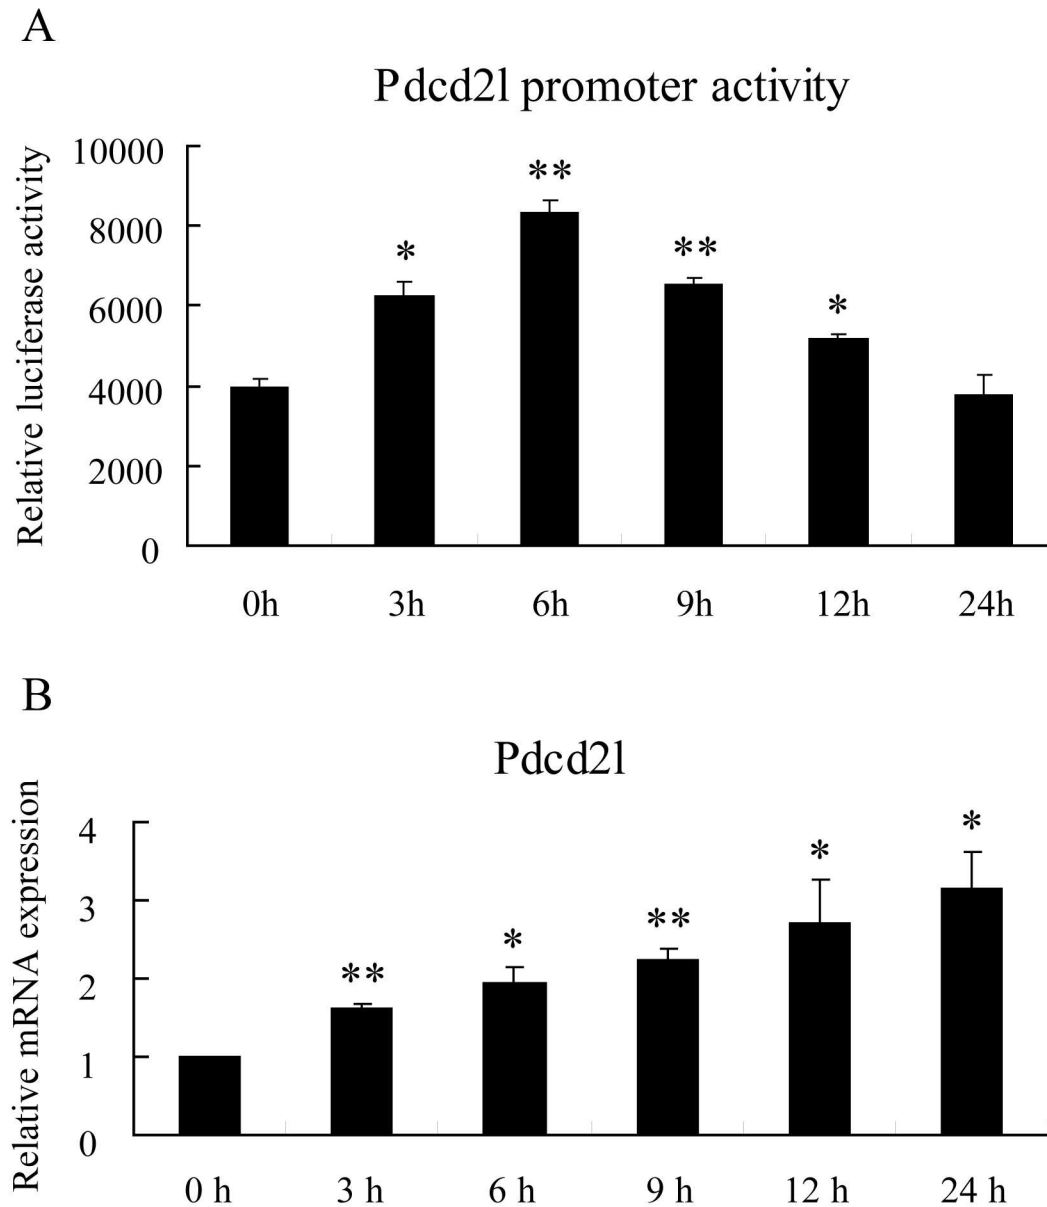 A
Pdcd2l promoter activity
Relative luciferase activity
10000
8000
6000
4000
2000
0
*
**
**
*
0h 3h 6h 9h 12h 24h
B
Pdcd2l
Relative mRNA expression
4
3
2
1
0
**
*
**
*
*
0 h 3 h 6 h 9 h 12 h 24 h